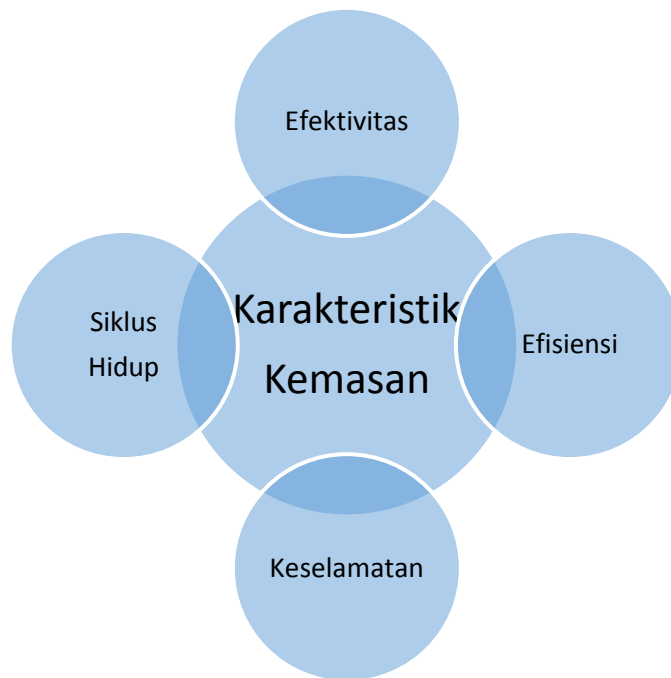 Efektivitas
Siklus
Hidup
Karakteristik
Kemasan
Efisiensi
Keselamatan